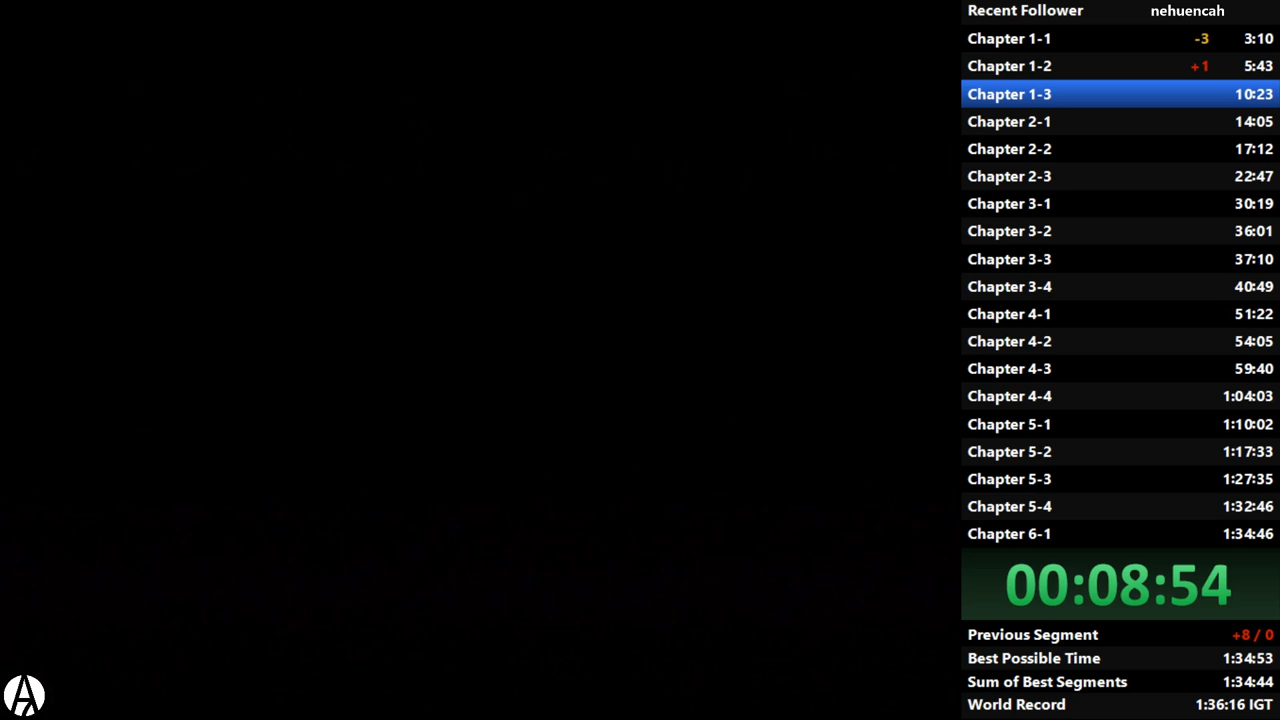 Recent Follower nehuencah
Chapter 1-1 -3 3:10
Chapter 1-2 +1 5:43
Chapter 1-3 10:23
Chapter 2-1 14:05
Chapter 2-2 17:12
Chapter 2-3 22:47
Chapter 3-1 30:19
Chapter 3-2 36:01
Chapter 3-3 37:10
Chapter 3-4 40:49
Chapter 4-1 51:22
Chapter 4-2 54:05
Chapter 4-3 59:40
Chapter 4-4 1:04:03
Chapter 5-1 1:10:02
Chapter 5-2 1:17:33
Chapter 5-3 1:27:35
Chapter 5-4 1:32:46
Chapter 6-1 1:34:46
00:08:54
Previous Segment +8 / 0
Best Possible Time 1:34:53
Sum of Best Segments 1:34:44
World Record 1:36:16 IGT